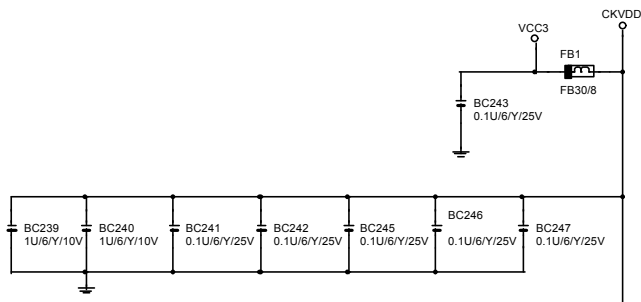 CKVDD
VCC3
FB1
FB30/8
BC243
0.1U/6/Y/25V
BC239
1U/6/Y/10V
BC240
1U/6/Y/10V
BC241
0.1U/6/Y/25V
BC242
0.1U/6/Y/25V
BC245
0.1U/6/Y/25V
BC246
0.1U/6/Y/25V
BC247
0.1U/6/Y/25V